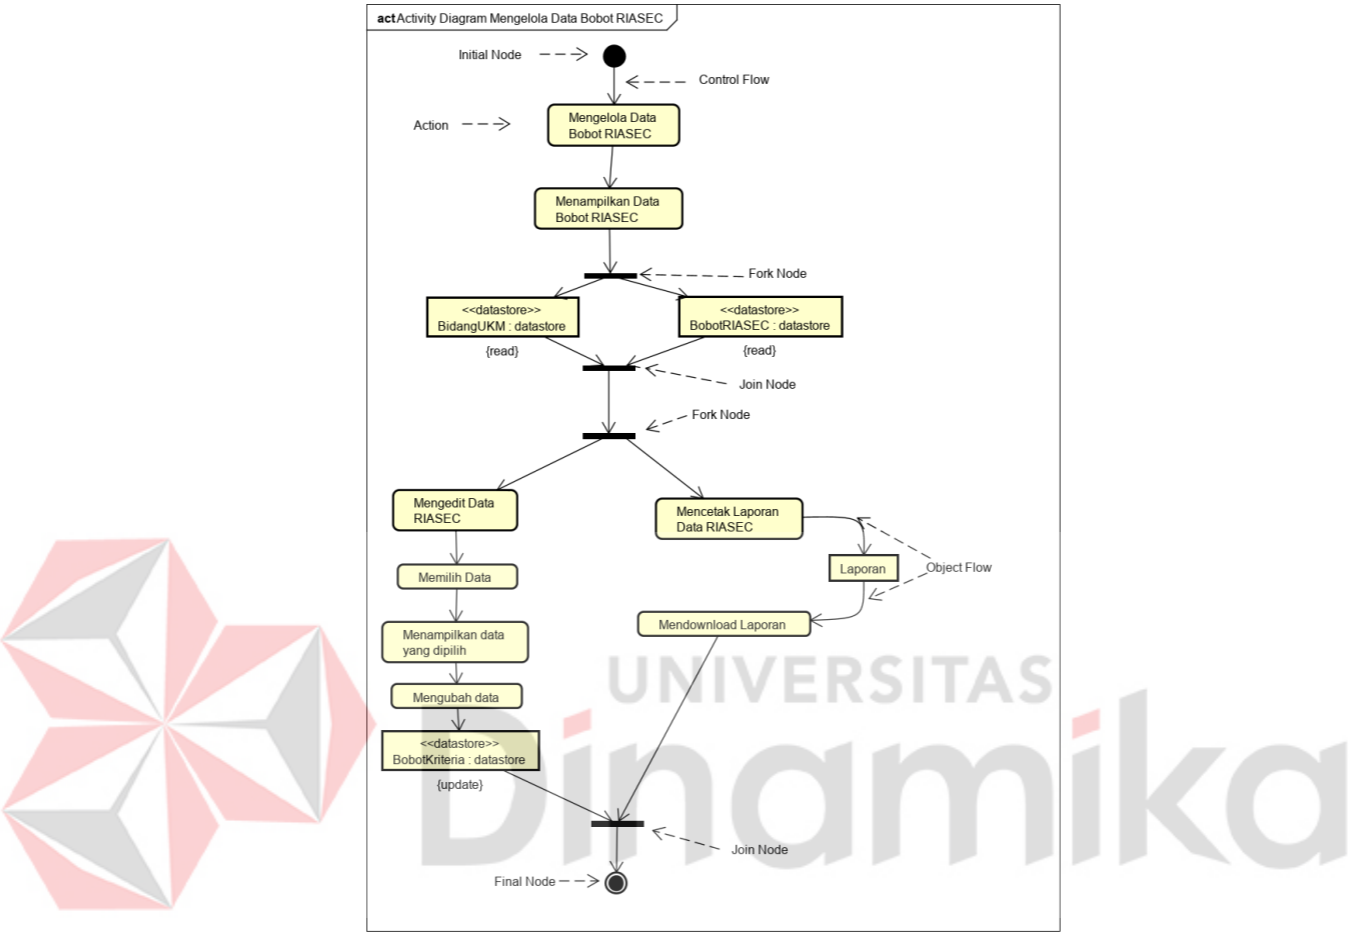 act Activity Diagram Mengelola Data Bobot RIASEC
Initial Node
Control Flow
Action
Mengelola Data
Bobot RIASEC
Menampilkan Data
Bobot RIASEC
Fork Node
<<datastore>>
BidangUKM : datastore
{read}
<<datastore>>
BobotRIASEC : datastore
{read}
Join Node
Fork Node
Mengedit Data
RIASEC
Mencetak Laporan
Data RIASEC
Laporan
Object Flow
Memilih Data
Mendownload Laporan
Menampilkan data
yang dipilih
Mengubah data
<<datastore>>
BobotKriteria : datastore
{update}
Join Node
Final Node
UNIVERSITAS
Dinamika